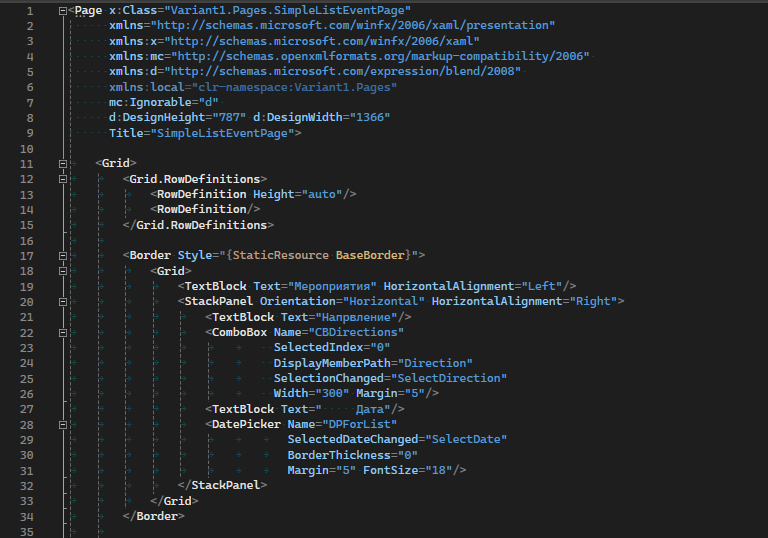 1 <Page x:Class="Variant1.Pages.SimpleListEventPage"
2 xmlns="http://schemas.microsoft.com/winfx/2006/xaml/presentation"
3 xmlns:x="http://schemas.microsoft.com/winfx/2006/xaml"
4 xmlns:mc="http://schemas.openxmlformats.org/markup-compatibility/2006"
5 xmlns:d="http://schemas.microsoft.com/expression/blend/2008"
6 xmlns:local="clr-namespace:Variant1.Pages"
7 mc:Ignorable="d"
8 d:DesignHeight="787" d:DesignWidth="1366"
9 Title="SimpleListEventPage">
10
11 <Grid>
12 <Grid.RowDefinitions>
13 <RowDefinition Height="auto"/>
14 <RowDefinition/>
15 </Grid.RowDefinitions>
16
17 <Border Style="{StaticResource BaseBorder}">
18 <Grid>
19 <TextBlock Text="Мероприятия" HorizontalAlignment="Left"/>
20 <StackPanel Orientation="Horizontal" HorizontalAlignment="Right">
21 <TextBlock Text="Напрвление"/>
22 <ComboBox Name="CBDirections"
23 SelectedIndex="0"
24 DisplayMemberPath="Direction"
25 SelectionChanged="SelectDirection"
26 Width="300" Margin="5"/>
27 <TextBlock Text="     Дата"/>
28 <DatePicker Name="DPForList"
29 SelectedDateChanged="SelectDate"
30 BorderThickness="0"
31 Margin="5" FontSize="18"/>
32 </StackPanel>
33 </Grid>
34 </Border>
35